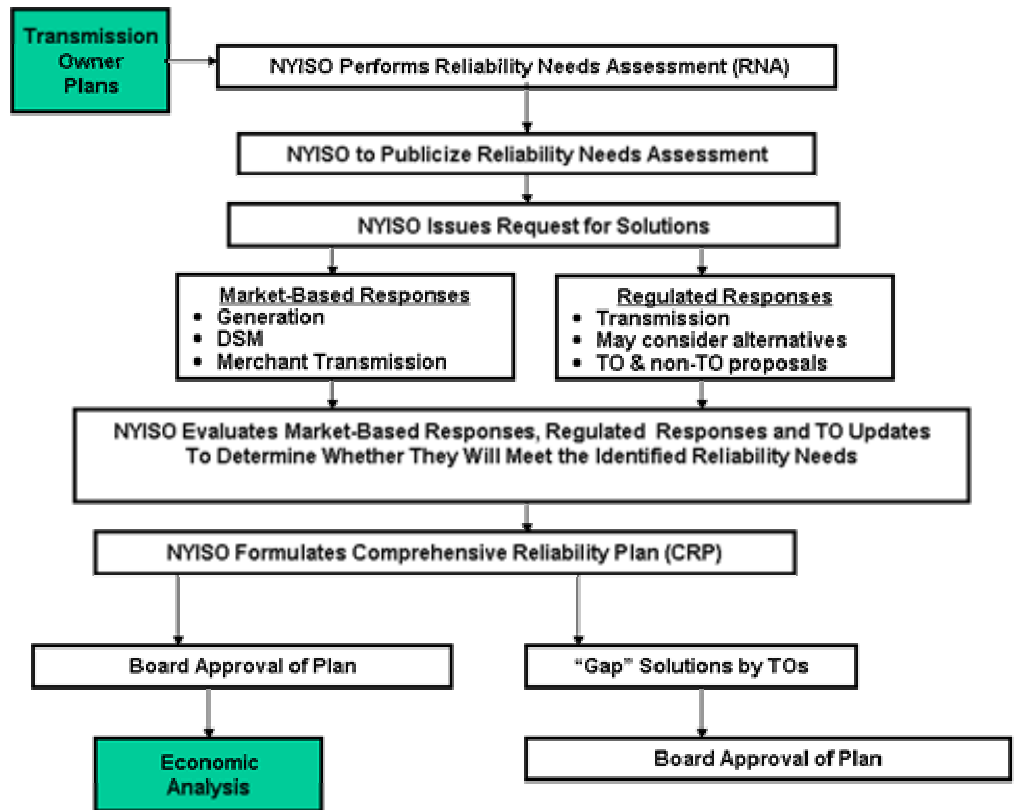 Transmission
Owner
Plans
NYISO Performs Reliability Needs Assessment (RNA)
NYISO to Publicize Reliability Needs Assessment
NYISO Issues Request for Solutions
Market-Based Responses
• Generation
• DSM
• Merchant Transmission
Regulated Responses
• Transmission
• May consider alternatives
• TO & non-TO proposals
NYISO Evaluates Market-Based Responses, Regulated Responses and TO Updates
To Determine Whether They Will Meet the Identified Reliability Needs
NYISO Formulates Comprehensive Reliability Plan (CRP)
Board Approval of Plan
“Gap” Solutions by TOs
Economic
Analysis
Board Approval of Plan